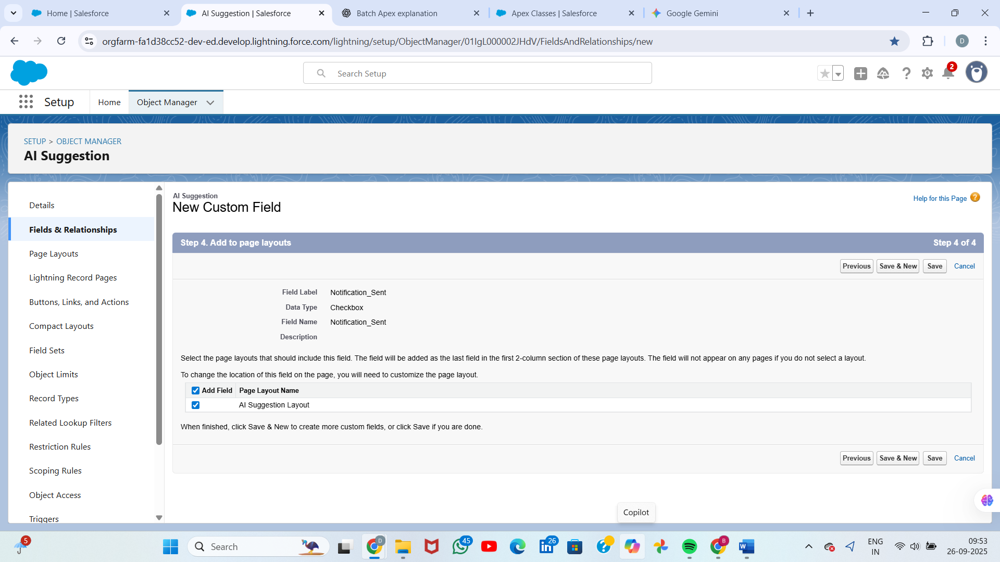 Home | Salesforce
AI Suggestion | Salesforce
Batch Apex explanation
Apex Classes | Salesforce
Google Gemini
orgfarm-fa1d38cc52-dev-ed.develop.lightning.force.com/lightning/setup/ObjectManager/01IgL000002JHdV/FieldsAndRelationships/new
D
Search Setup
2
Setup
Home
Object Manager
SETUP > OBJECT MANAGER
AI Suggestion
Details
Fields & Relationships
Page Layouts
Lightning Record Pages
Buttons, Links, and Actions
Compact Layouts
Field Sets
Object Limits
Record Types
Related Lookup Filters
Restriction Rules
Scoping Rules
Object Access
Triggers
AI Suggestion
New Custom Field
Help for this Page ?
Step 4. Add to page layouts
Step 4 of 4
Previous Save & New Save Cancel
Field Label Notification_Sent
Data Type Checkbox
Field Name Notification_Sent
Description
Select the page layouts that should include this field. The field will be added as the last field in the first 2-column section of these page layouts. The field will not appear on any pages if you do not select a layout.
To change the location of this field on the page, you will need to customize the page layout.
Add Field Page Layout Name
AI Suggestion Layout
When finished, click Save & New to create more custom fields, or click Save if you are done.
Previous Save & New Save Cancel
Copilot
5
Search
D
45
26
B
W
ENG
IN
09:53
26-09-2025